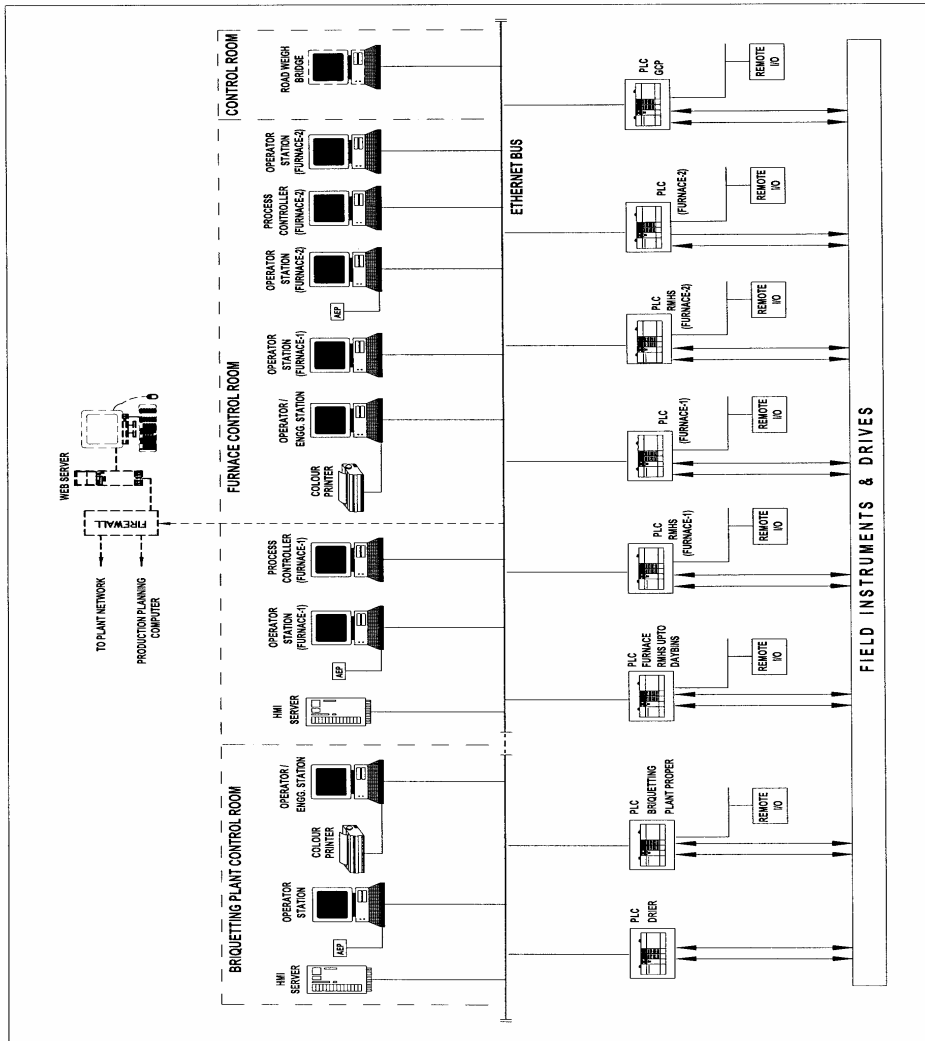 WEB SERVER
FIREWALL
TO PLANT NETWORK
PRODUCTION PLANNING
COMPUTER
BRIQUETTING PLANT CONTROL ROOM
FURNACE CONTROL ROOM
CONTROL ROOM
HMI
SERVER
OPERATOR
STATION
AEP
COLOUR
PRINTER
OPERATOR/
ENGG. STATION
HMI
SERVER
OPERATOR
STATION
(FURNACE-1)
AEP
PROCESS
CONTROLLER
(FURNACE-1)
COLOUR
PRINTER
OPERATOR/
ENGG. STATION
OPERATOR
STATION
(FURNACE-1)
OPERATOR
STATION
(FURNACE-2)
AEP
PROCESS
CONTROLLER
(FURNACE-2)
OPERATOR
STATION
(FURNACE-2)
ROAD WEIGH
BRIDGE
ETHERNET BUS
PLC
DRIER
PLC
BRIQUETTING
PLANT PROPER
REMOTE
I/O
PLC
FURNACE
RMHS UPTO
DAYBINS
REMOTE
I/O
PLC
RMHS
(FURNACE-1)
REMOTE
I/O
PLC
(FURNACE-1)
REMOTE
I/O
PLC
RMHS
(FURNACE-2)
REMOTE
I/O
PLC
(FURNACE-2)
REMOTE
I/O
PLC
GCP
REMOTE
I/O
FIELD INSTRUMENTS & DRIVES